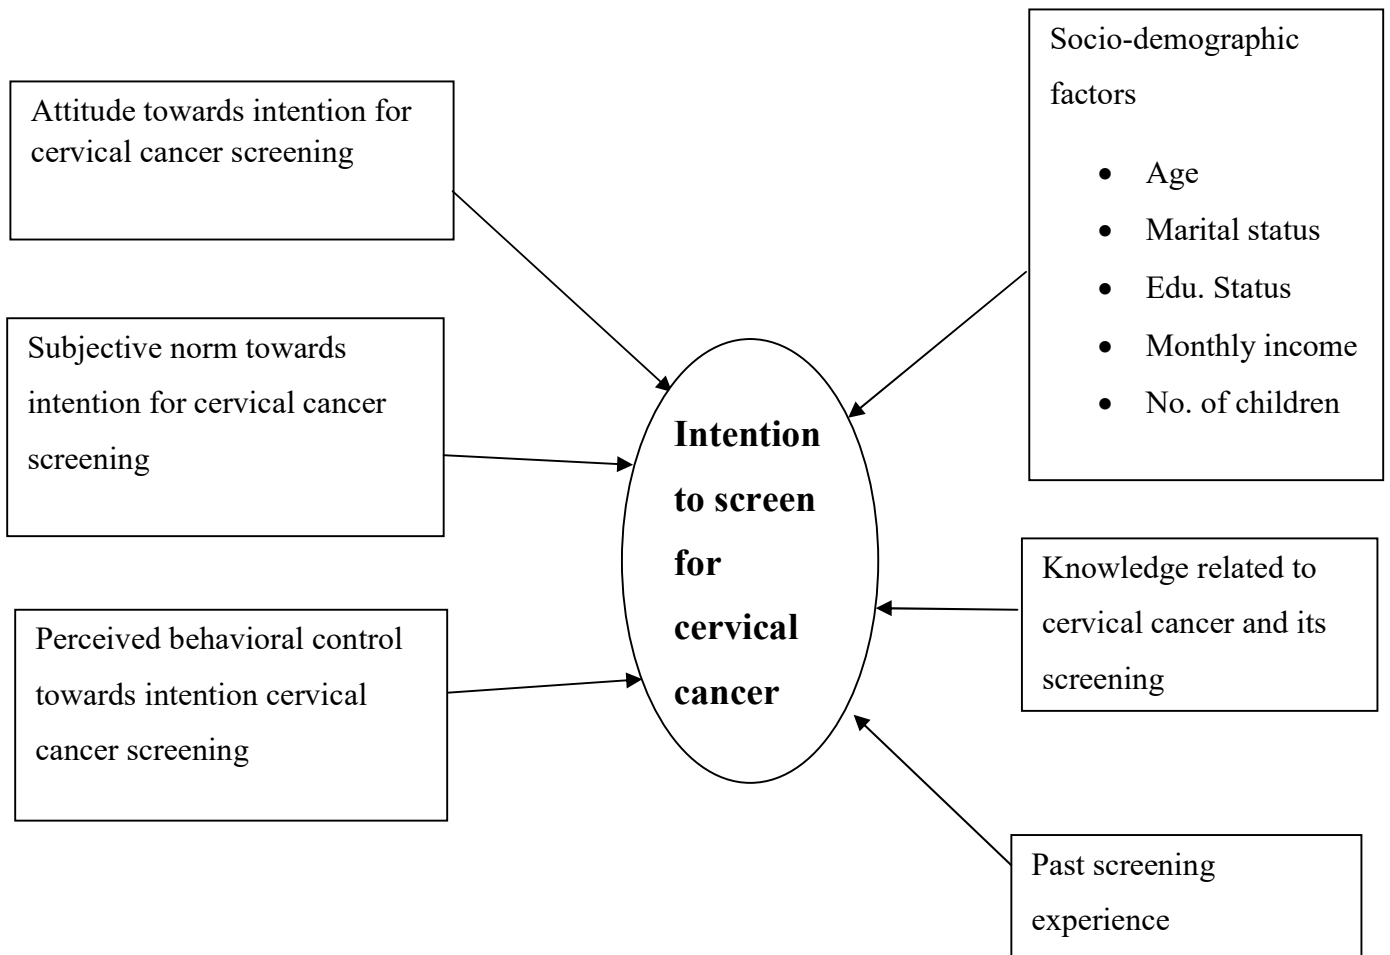 Attitude towards intention for
cervical cancer screening
Subjective norm towards
intention for cervical cancer
screening
Perceived behavioral control
towards intention cervical
cancer screening
Intention
to screen
for
cervical
cancer
Socio-demographic
factors
• Age
• Marital status
• Edu. Status
• Monthly income
• No. of children
Knowledge related to
cervical cancer and its
screening
Past screening
experience